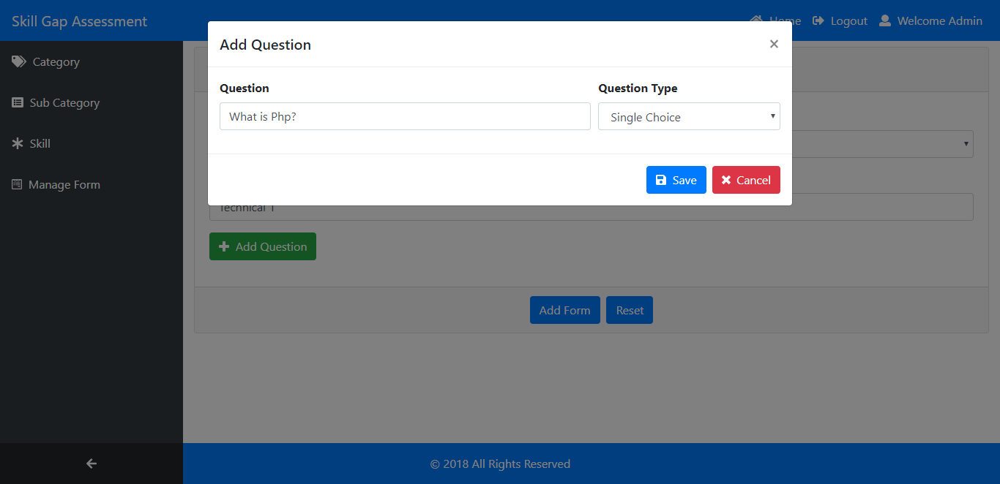 Skill Gap Assessment
Home Logout Welcome Admin
Category
Sub Category
Skill
Manage Form
Add Question ×
Question
What is Php?
Question Type
Single Choice
Save Cancel
Technical 1
Add Question
Add Form Reset
© 2018 All Rights Reserved